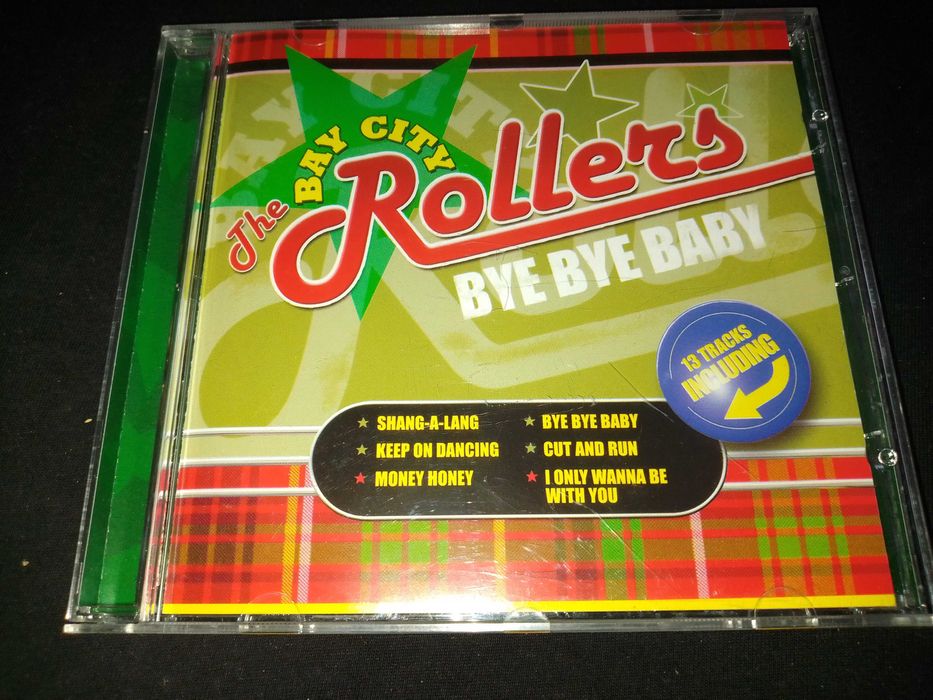 The BAY CITY
Rollers
BYE BYE BABY
13 TRACKS
INCLUDING
SHANG-A-LANG
KEEP ON DANCING
MONEY HONEY
BYE BYE BABY
CUT AND RUN
I ONLY WANNA BE
WITH YOU